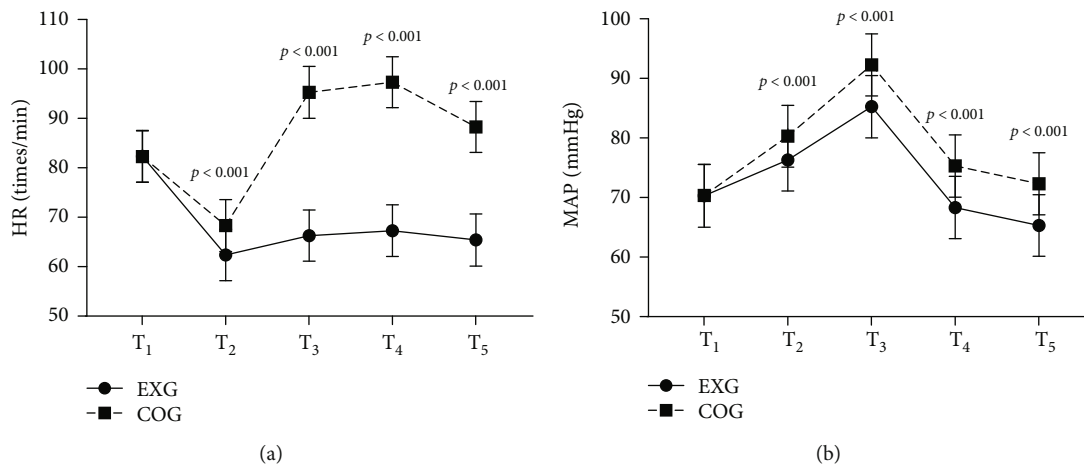 HR (times/min)
110
100
90
80
70
60
50
p < 0.001
p < 0.001
p < 0.001
p < 0.001
T₁ T₂ T₃ T₄ T₅
EXG
COG
(a)
MAP (mmHg)
100
90
80
70
60
50
p < 0.001
p < 0.001
p < 0.001
p < 0.001
T₁ T₂ T₃ T₄ T₅
EXG
COG
(b)